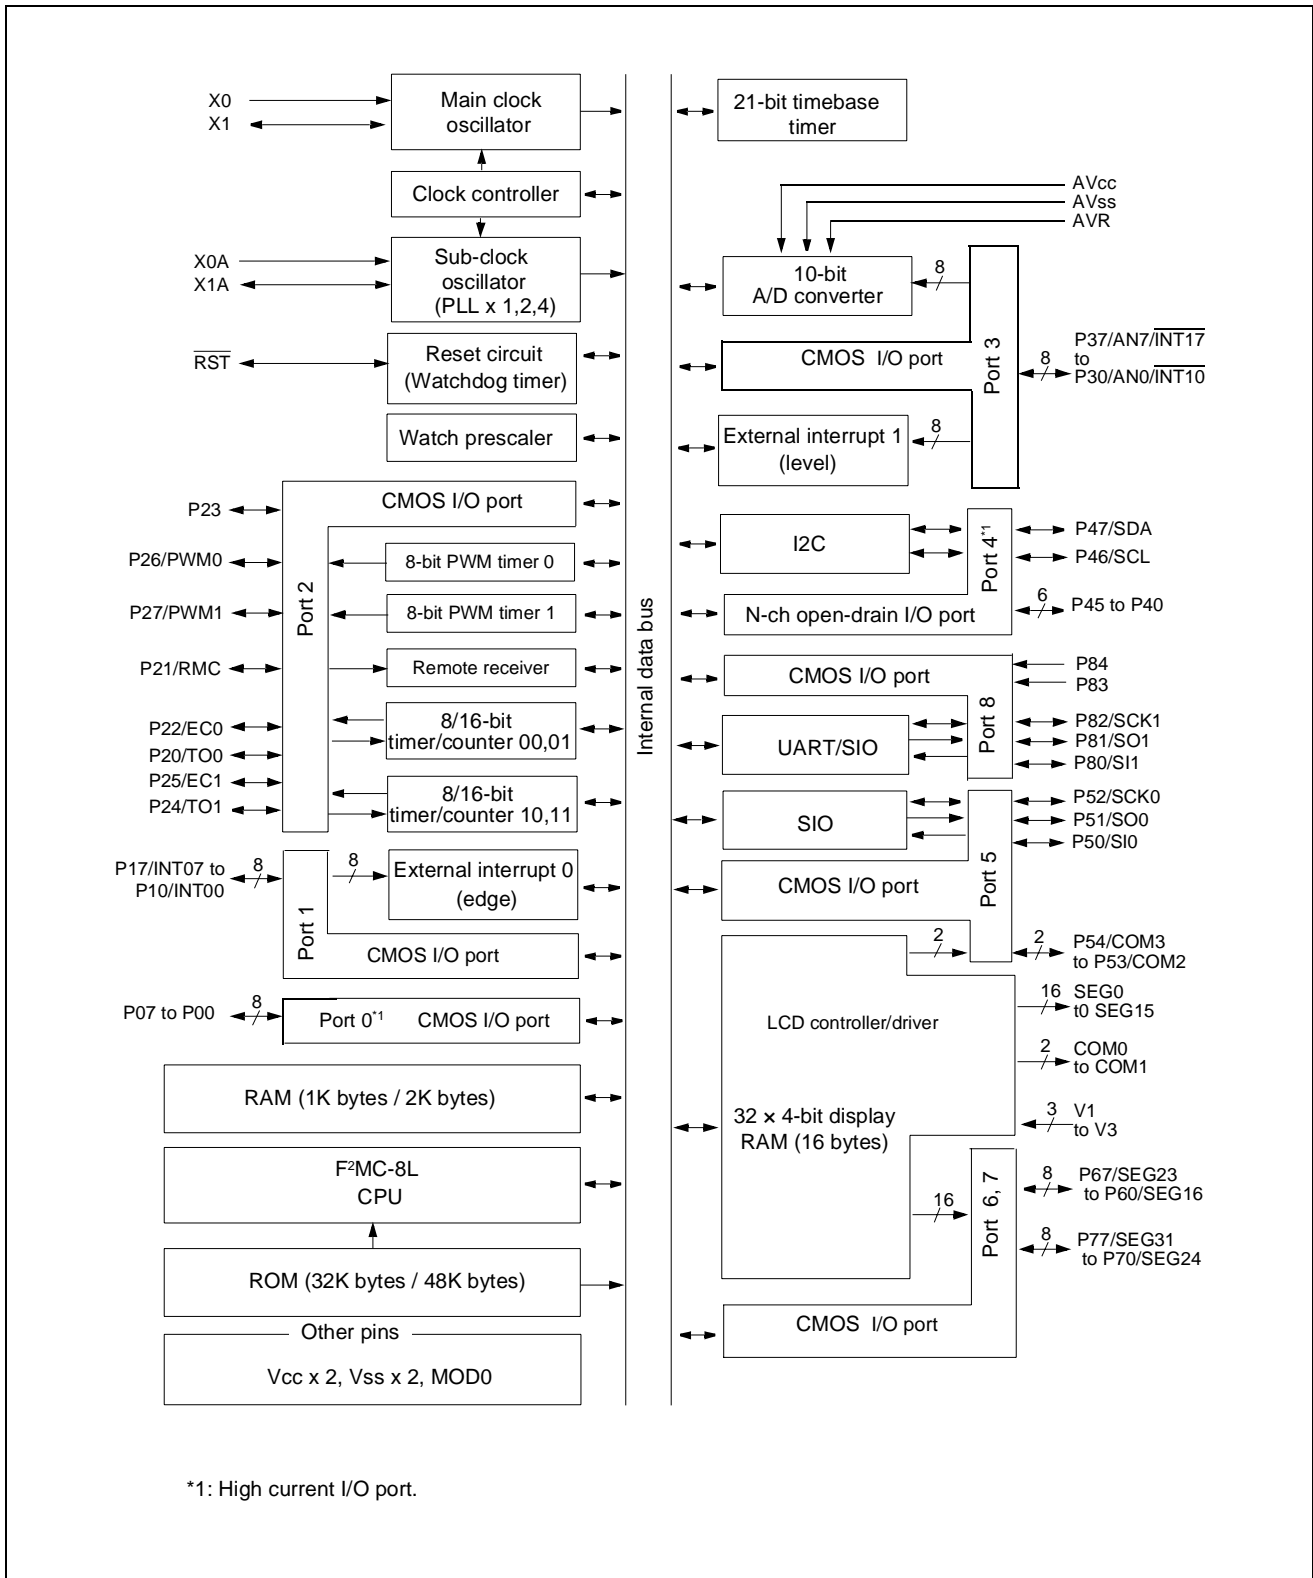 X0
X1
Main clock
oscillator
Clock controller
X0A
X1A
Sub-clock
oscillator
(PLL x 1,2,4)
RST
Reset circuit
(Watchdog timer)
Watch prescaler
P23
CMOS I/O port
P26/PWM0
8-bit PWM timer 0
P27/PWM1
8-bit PWM timer 1
Port 2
P21/RMC
Remote receiver
P22/EC0
P20/TO0
8/16-bit
timer/counter 00,01
P25/EC1
P24/TO1
8/16-bit
timer/counter 10,11
P17/INT07 to
P10/INT00
8
8
External interrupt 0
(edge)
Port 1
CMOS I/O port
P07 to P00
8
Port 0*1 CMOS I/O port
RAM (1K bytes / 2K bytes)
F²MC-8L
CPU
ROM (32K bytes / 48K bytes)
Other pins
Vcc x 2, Vss x 2, MOD0
Internal data bus
21-bit timebase
timer
AVcc
AVss
AVR
10-bit
A/D converter
8
CMOS I/O port
Port 3
8
P37/AN7/INT17
to
P30/AN0/INT10
External interrupt 1
(level)
8
I2C
Port 4*1
P47/SDA
P46/SCL
N-ch open-drain I/O port
6
P45 to P40
CMOS I/O port
P84
P83
Port 8
UART/SIO
P82/SCK1
P81/SO1
P80/SI1
SIO
P52/SCK0
P51/SO0
P50/SI0
Port 5
CMOS I/O port
2
2
P54/COM3
to P53/COM2
LCD controller/driver
16
SEG0
t0 SEG15
2
COM0
to COM1
32 × 4-bit display
RAM (16 bytes)
3
V1
to V3
16
Port 6, 7
8
P67/SEG23
to P60/SEG16
8
P77/SEG31
to P70/SEG24
CMOS I/O port
*1: High current I/O port.